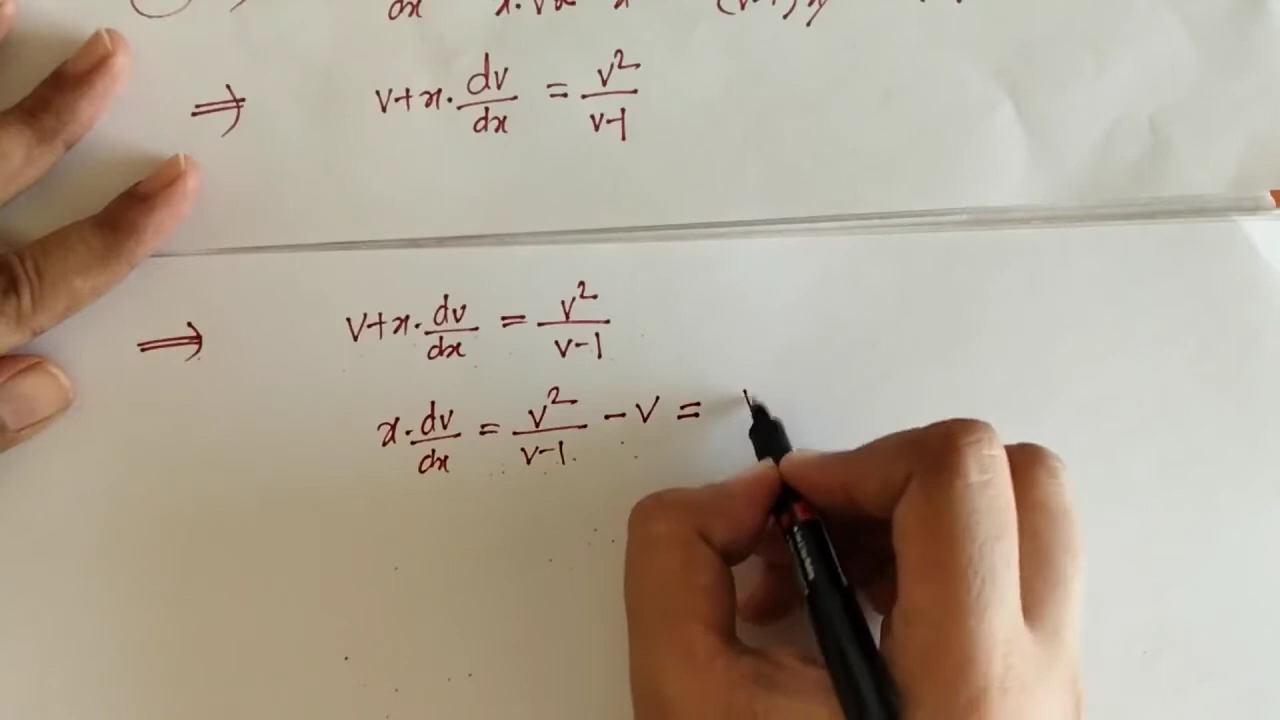 ⇒ v+x·dv/dx = v²/v-1
⇒ v+x·dv/dx = v²/v-1
x·dv/dx = v²/v-1 - v =